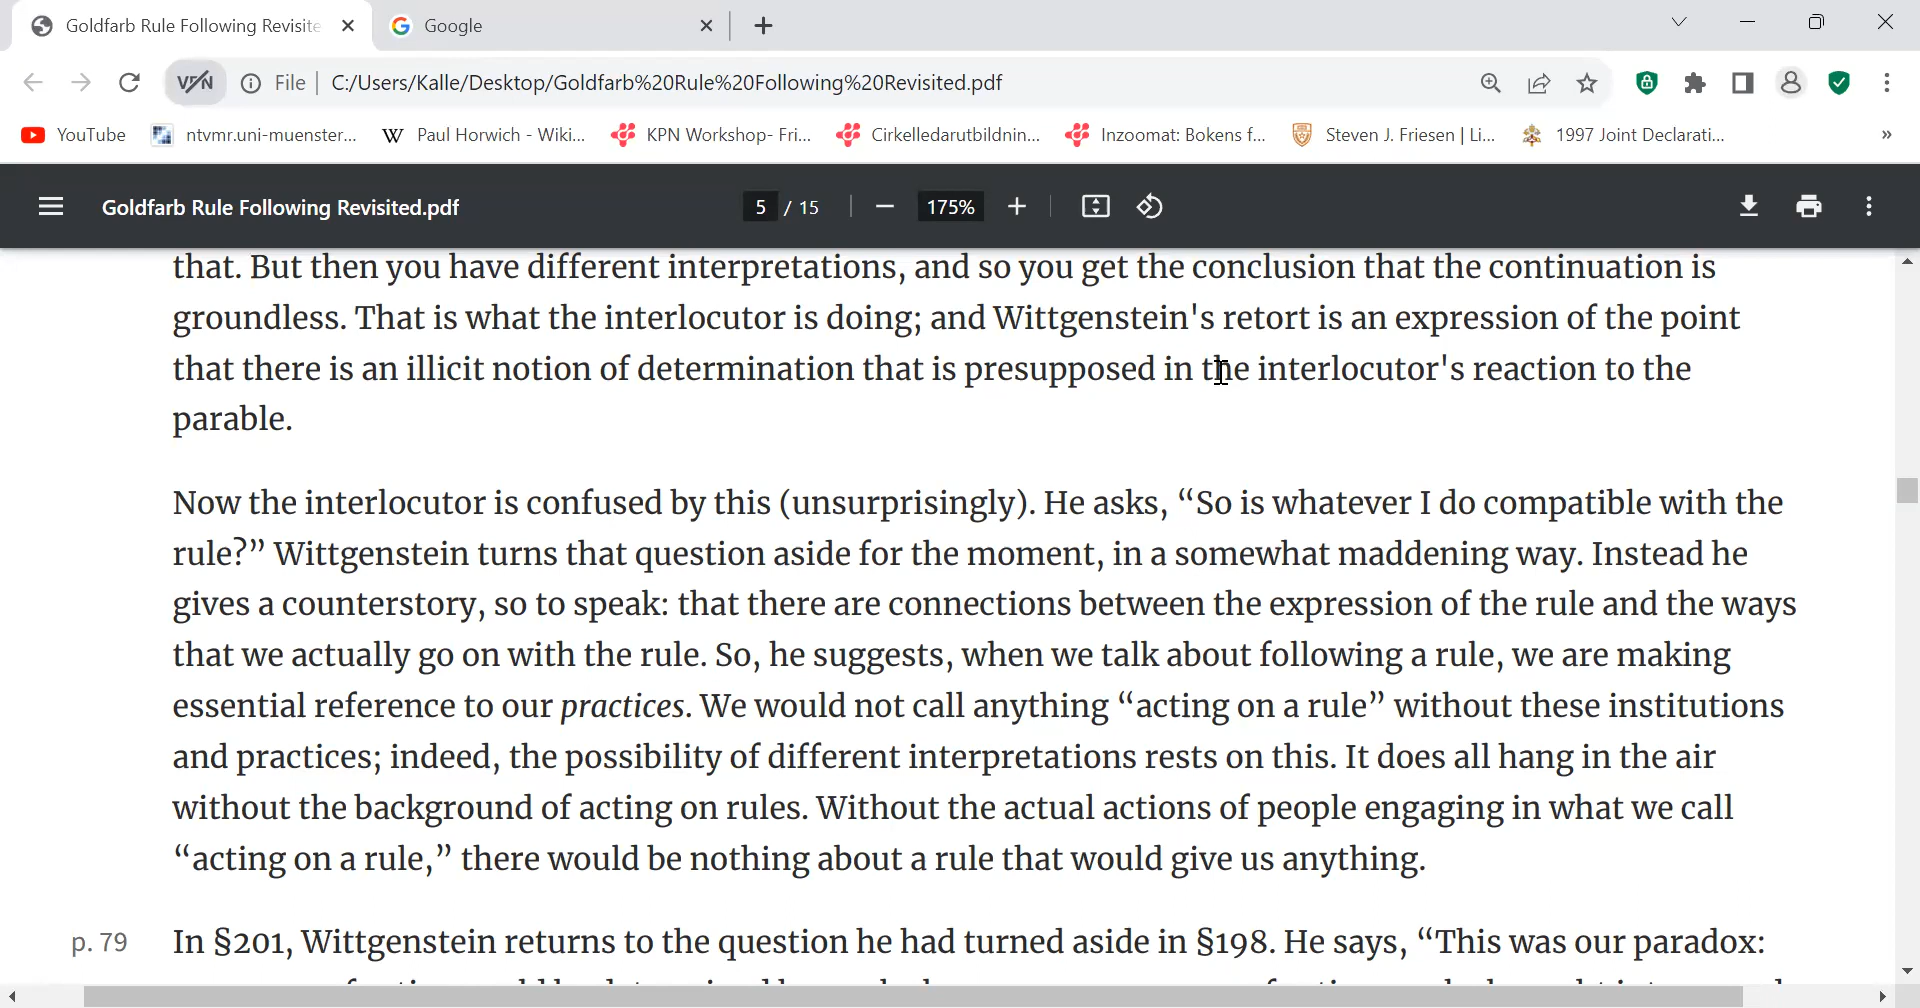 Goldfarb Rule Following Revisite
Google
VPN
File
C:/Users/Kalle/Desktop/Goldfarb%20Rule%20Following%20Revisited.pdf
YouTube
ntvmr.uni-muenster...
W Paul Horwich - Wiki...
KPN Workshop- Fri...
Cirkelledarutbildnin...
Inzoomat: Bokens f...
Steven J. Friesen | Li...
1997 Joint Declarati...
»
Goldfarb Rule Following Revisited.pdf
5 / 15
175%
that. But then you have different interpretations, and so you get the conclusion that the continuation is
groundless. That is what the interlocutor is doing; and Wittgenstein's retort is an expression of the point
that there is an illicit notion of determination that is presupposed in the interlocutor's reaction to the
parable.
Now the interlocutor is confused by this (unsurprisingly). He asks, “So is whatever I do compatible with the
rule?” Wittgenstein turns that question aside for the moment, in a somewhat maddening way. Instead he
gives a counterstory, so to speak: that there are connections between the expression of the rule and the ways
that we actually go on with the rule. So, he suggests, when we talk about following a rule, we are making
essential reference to our practices. We would not call anything “acting on a rule” without these institutions
and practices; indeed, the possibility of different interpretations rests on this. It does all hang in the air
without the background of acting on rules. Without the actual actions of people engaging in what we call
“acting on a rule,” there would be nothing about a rule that would give us anything.
p. 79
In §201, Wittgenstein returns to the question he had turned aside in §198. He says, “This was our paradox: